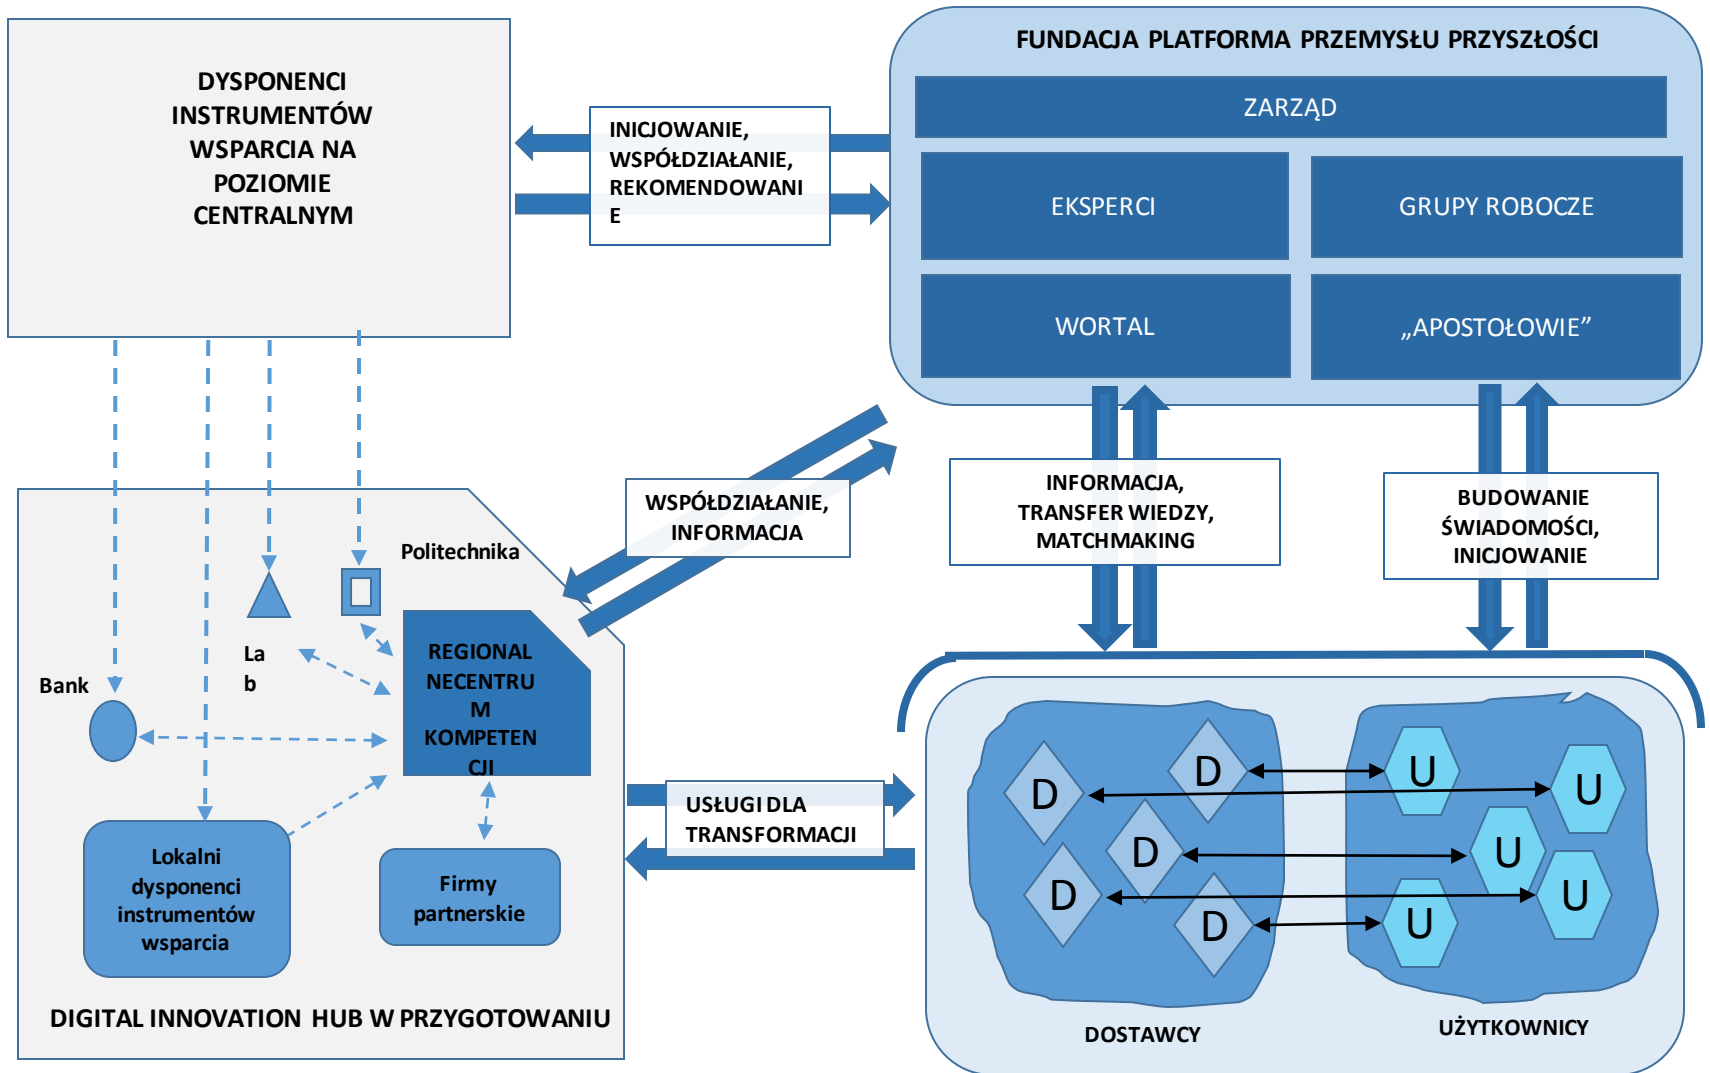 DYSPONENCI
INSTRUMENTÓW
WSPARCIA NA
POZIOMIE
CENTRALNYM
INICJOWANIE,
WSPÓŁDZIAŁANIE,
REKOMENDOWANI
E
FUNDACJA PLATFORMA PRZEMYSŁU PRZYSZŁOŚCI
ZARZĄD
EKSPERCI
GRUPY ROBOCZE
WORTAL
„APOSTOŁOWIE”
WSPÓŁDZIAŁANIE,
INFORMACJA
INFORMACJA,
TRANSFER WIEDZY,
MATCHMAKING
BUDOWANIE
ŚWIADOMOŚCI,
INICJOWANIE
Politechnika
La
b
Bank
REGIONAL
NECENTRU
M
KOMPETEN
CJI
Lokalni
dysponenci
instrumentów
wsparcia
Firmy
partnerskie
DIGITAL INNOVATION HUB W PRZYGOTOWANIU
USŁUGI DLA
TRANSFORMACJI
D
D
D
D
D
U
U
U
U
U
DOSTAWCY
UŻYTKOWNICY